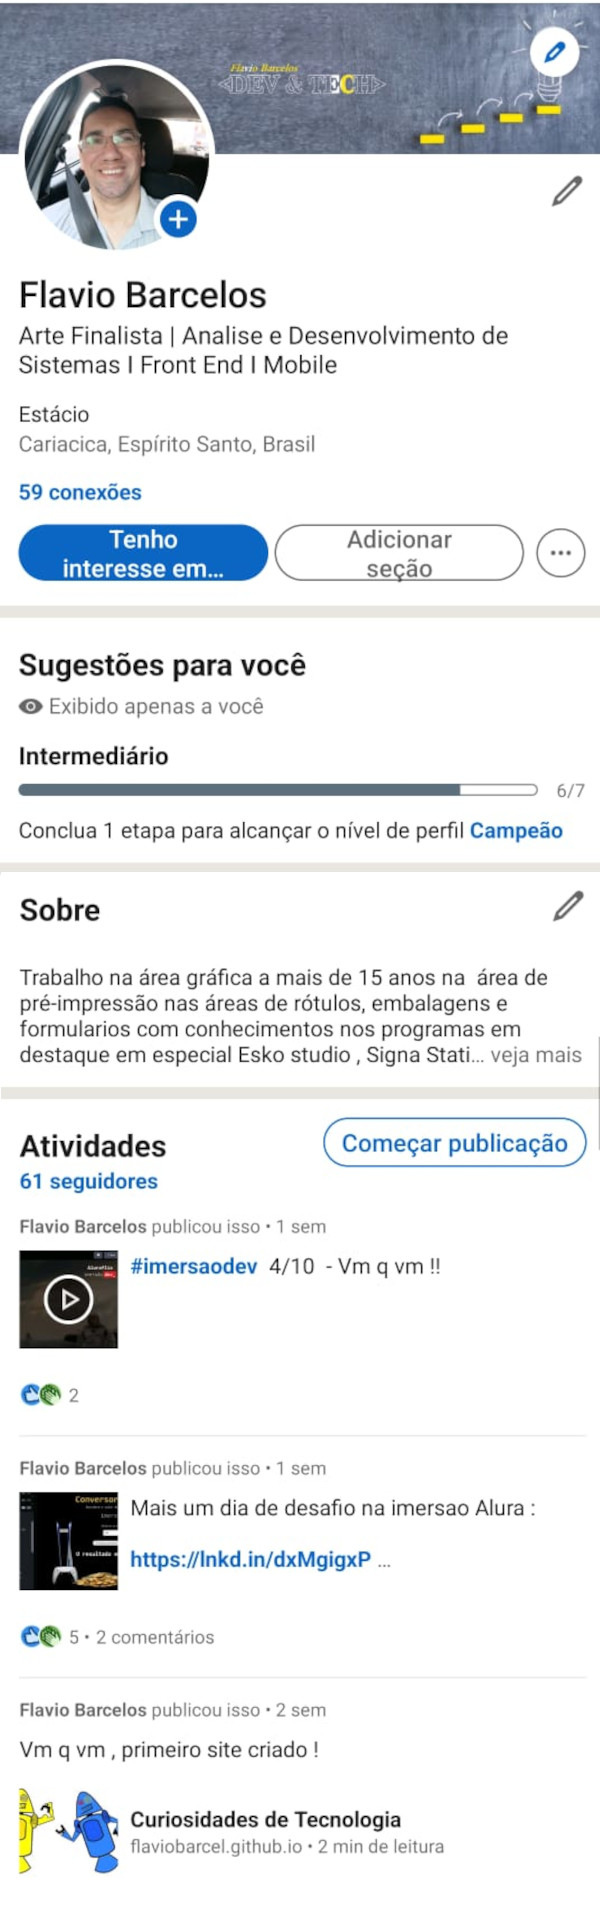 Flavio Barcelos
<DEV & TECH>
Flavio Barcelos
Arte Finalista | Analise e Desenvolvimento de
Sistemas I Front End I Mobile
Estácio
Cariacica, Espírito Santo, Brasil
59 conexões
Tenho
interesse em...
Adicionar
seção
Sugestões para você
Exibido apenas a você
Intermediário
6/7
Conclua 1 etapa para alcançar o nível de perfil Campeão
Sobre
Trabalho na área gráfica a mais de 15 anos na área de
pré-impressão nas áreas de rótulos, embalagens e
formularios com conhecimentos nos programas em
destaque em especial Esko studio , Signa Stati... veja mais
Atividades
Começar publicação
61 seguidores
Flavio Barcelos publicou isso • 1 sem
#imersaodev 4/10 - Vm q vm !!
2
Flavio Barcelos publicou isso • 1 sem
Conversor
Mais um dia de desafio na imersao Alura :
https://lnkd.in/dxMgigxP ...
O resultado
5 • 2 comentários
Flavio Barcelos publicou isso • 2 sem
Vm q vm , primeiro site criado !
Curiosidades de Tecnologia
flaviobarcel.github.io • 2 min de leitura